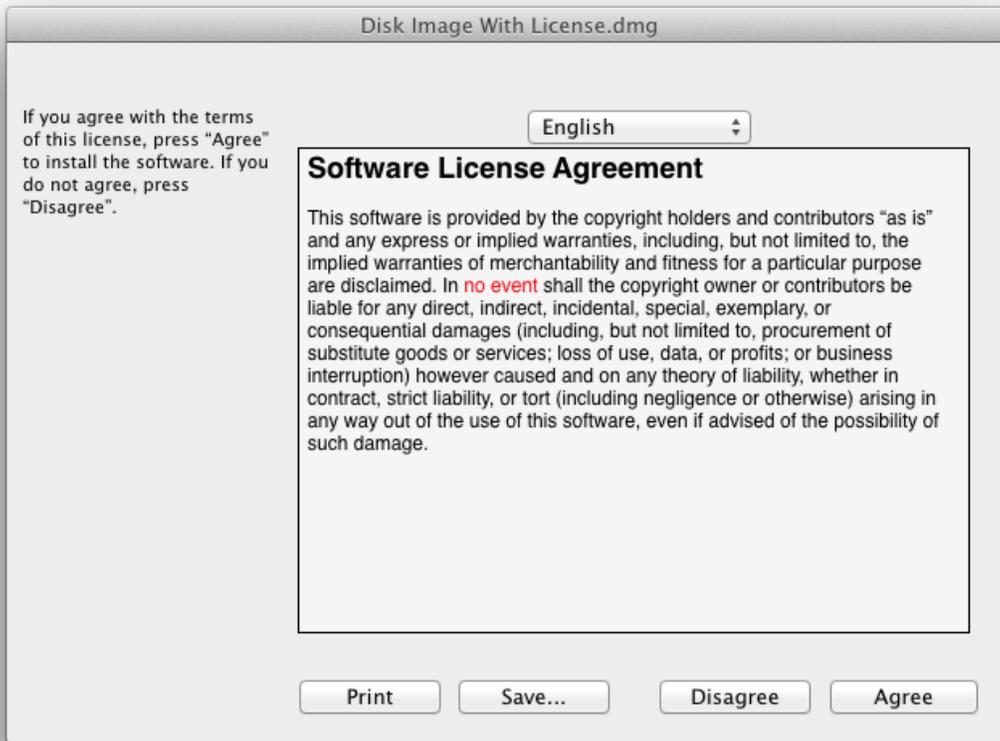 Disk Image With License.dmg
If you agree with the terms
of this license, press “Agree”
to install the software. If you
do not agree, press
“Disagree”.
English
Software License Agreement
This software is provided by the copyright holders and contributors “as is”
and any express or implied warranties, including, but not limited to, the
implied warranties of merchantability and fitness for a particular purpose
are disclaimed. In no event shall the copyright owner or contributors be
liable for any direct, indirect, incidental, special, exemplary, or
consequential damages (including, but not limited to, procurement of
substitute goods or services; loss of use, data, or profits; or business
interruption) however caused and on any theory of liability, whether in
contract, strict liability, or tort (including negligence or otherwise) arising in
any way out of the use of this software, even if advised of the possibility of
such damage.
Print
Save...
Disagree
Agree